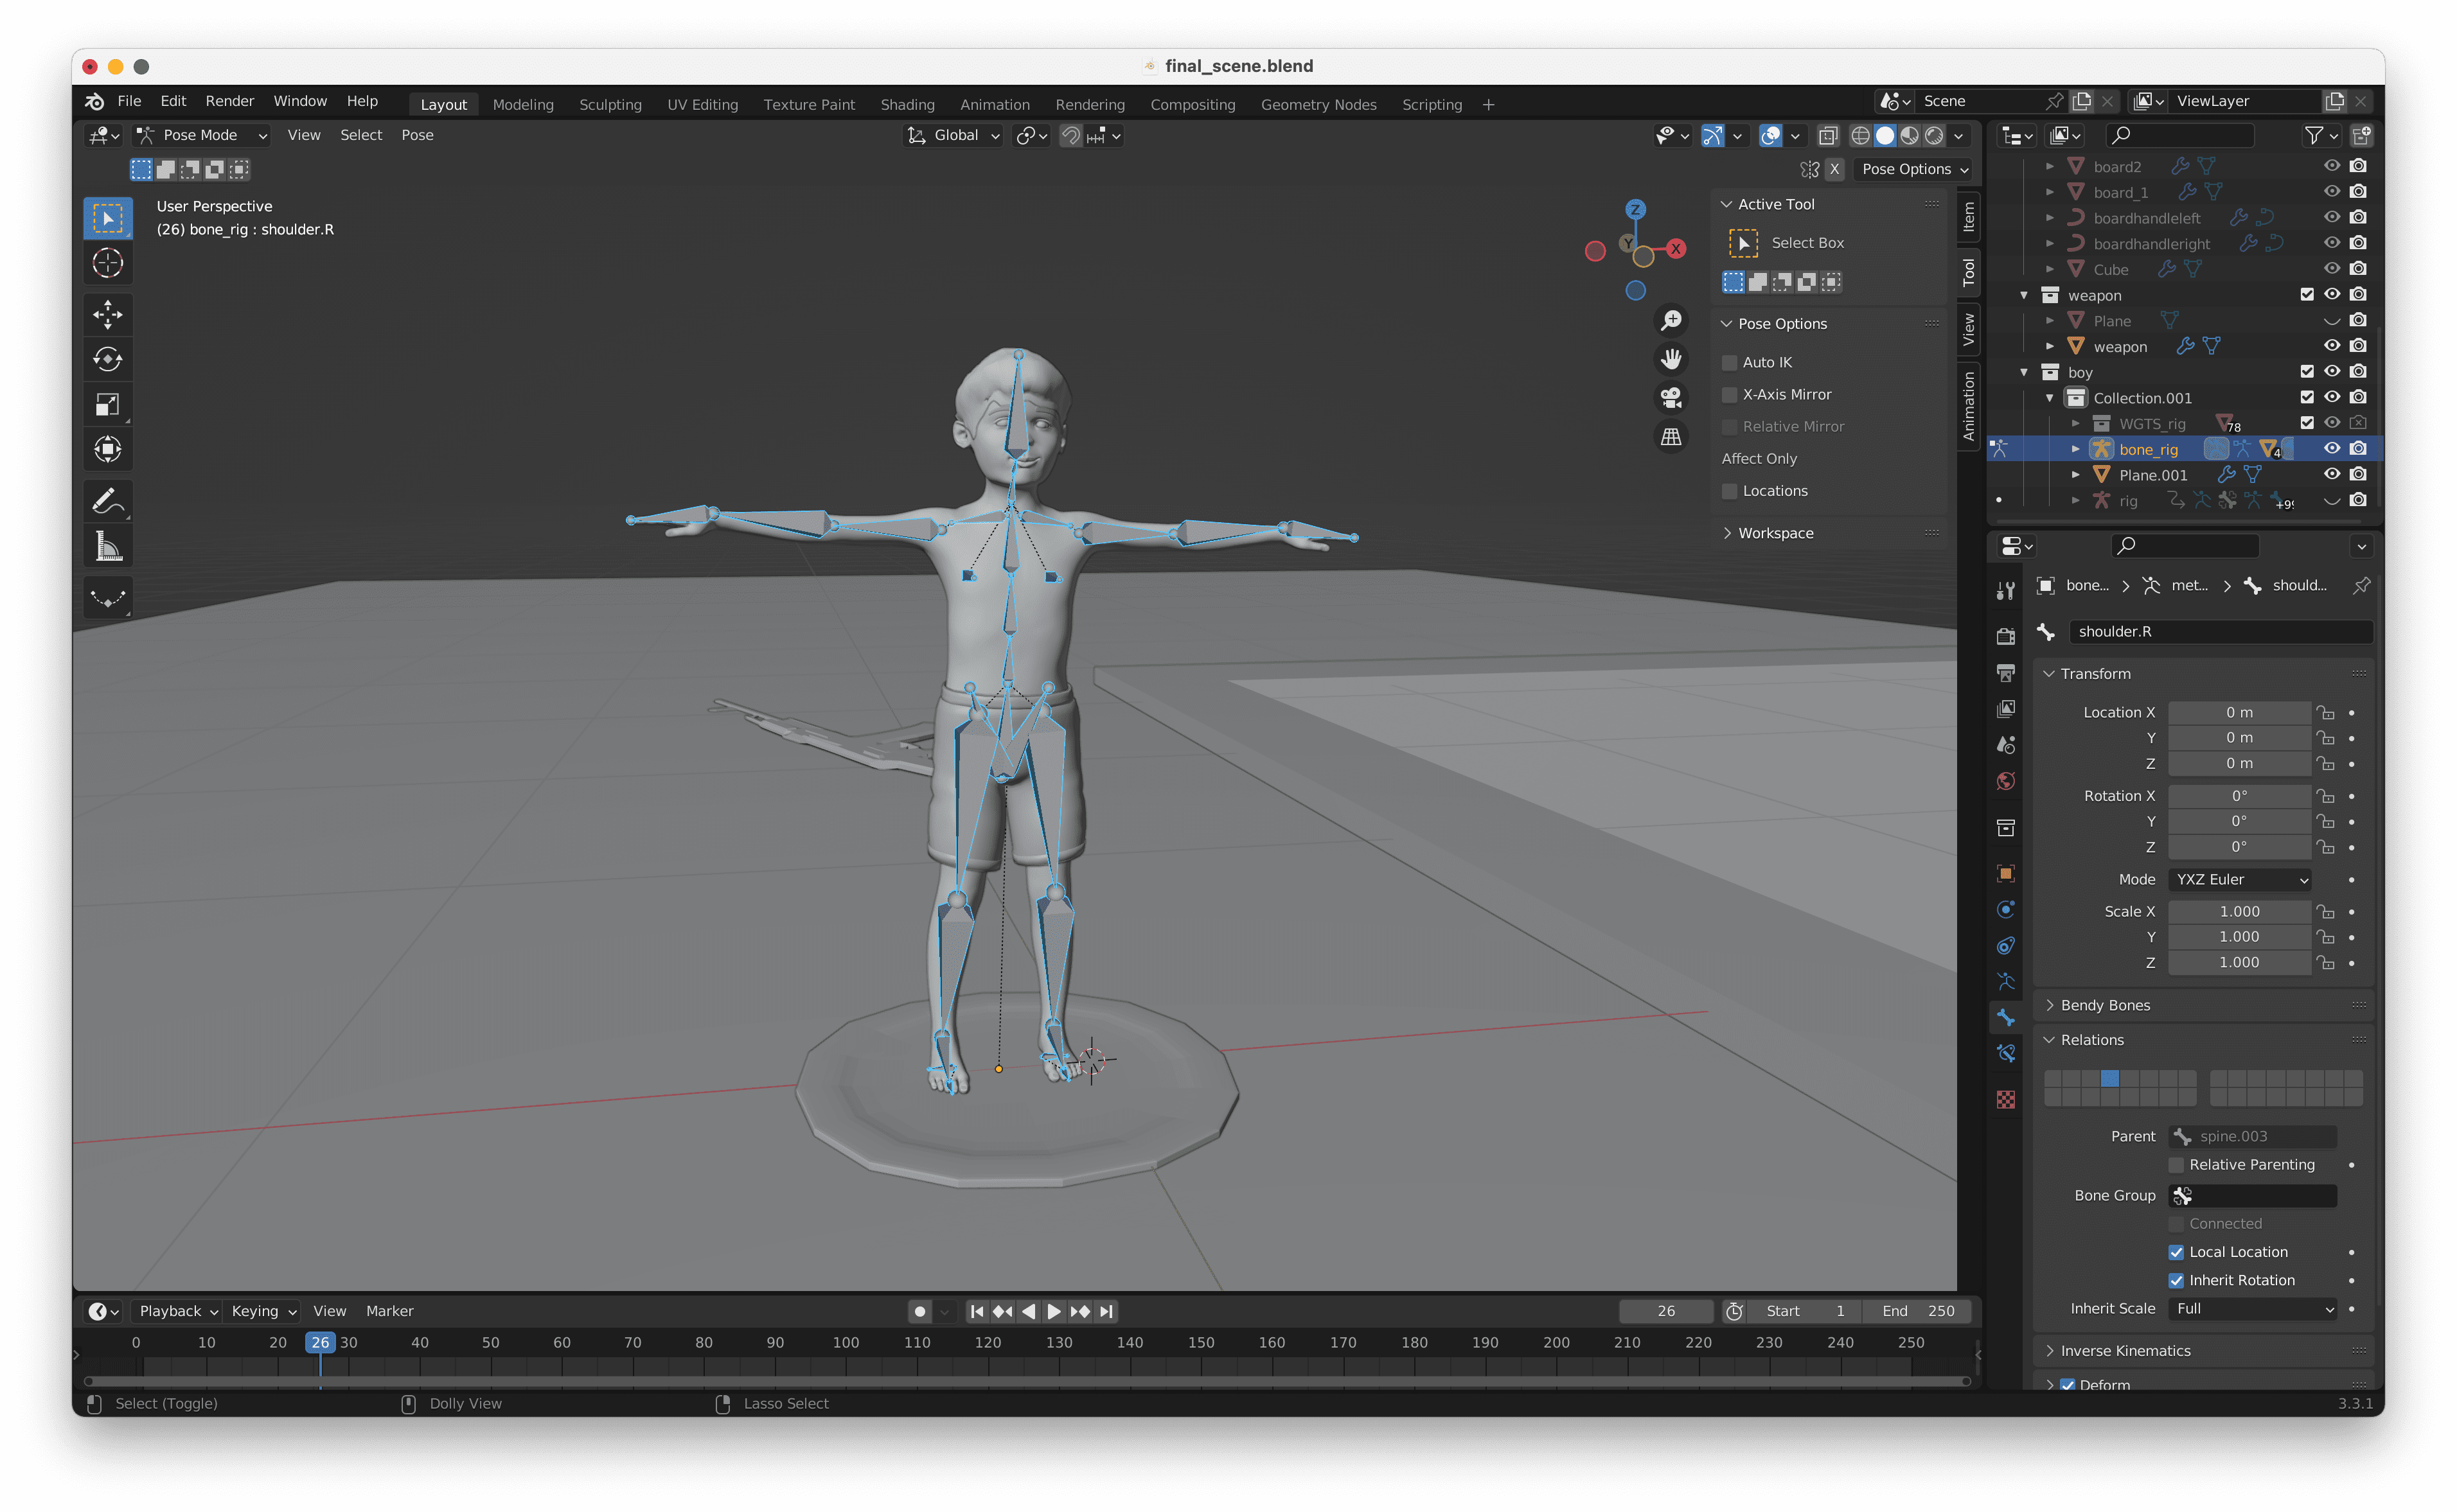 final_scene.blend
File Edit Render Window Help Layout Modeling Sculpting UV Editing Texture Paint Shading Animation Rendering Compositing Geometry Nodes Scripting + Scene ViewLayer
Pose Mode View Select Pose Global
X Pose Options
User Perspective
(26) bone_rig : shoulder.R
Z
Y X
Active Tool
Select Box
Pose Options
Auto IK
X-Axis Mirror
Relative Mirror
Affect Only
Locations
Workspace
Item
Tool
View
Animation
board2
board_1
boardhandleleft
boardhandleright
Cube
weapon
Plane
weapon
boy
Collection.001
WGTS_rig 78
bone_rig 4
Plane.001
rig
bone... met... should...
shoulder.R
Transform
Location X 0 m
Y 0 m
Z 0 m
Rotation X 0°
Y 0°
Z 0°
Mode YXZ Euler
Scale X 1.000
Y 1.000
Z 1.000
Bendy Bones
Relations
Parent spine.003
Relative Parenting
Bone Group
Connected
Local Location
Inherit Rotation
Inherit Scale Full
Inverse Kinematics
Deform
Playback Keying View Marker 26 Start 1 End 250
0 10 20 26 30 40 50 60 70 80 90 100 110 120 130 140 150 160 170 180 190 200 210 220 230 240 250
Select (Toggle) Dolly View Lasso Select 3.3.1